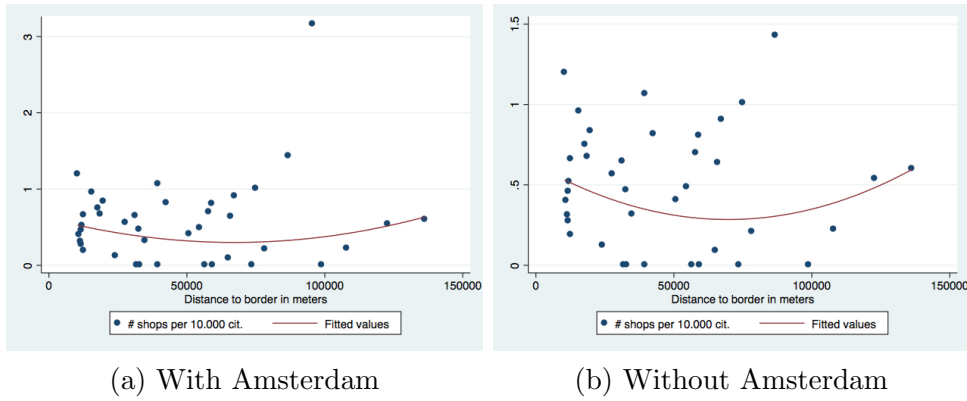 3
2
1
0
0
50000
100000
150000
Distance to border in meters
# shops per 10.000 cit.
Fitted values
(a) With Amsterdam
1.5
1
.5
0
0
50000
100000
150000
Distance to border in meters
# shops per 10.000 cit.
Fitted values
(b) Without Amsterdam